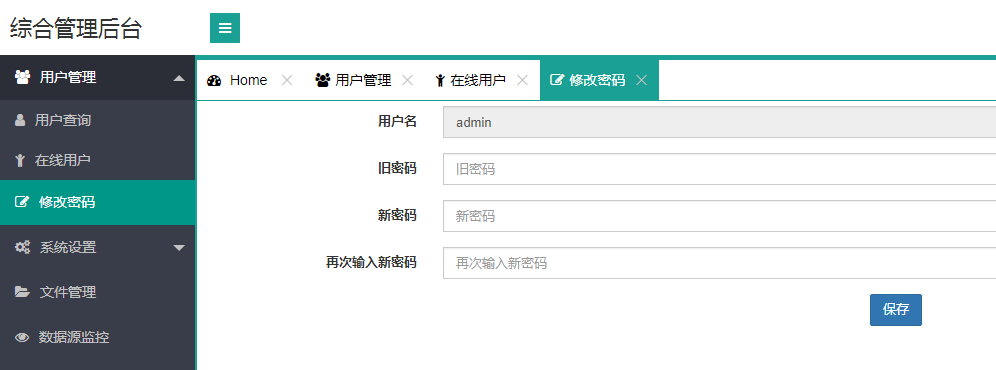 综合管理后台
用户管理
用户查询
在线用户
修改密码
系统设置
文件管理
数据源监控
Home 用户管理 在线用户 修改密码
用户名 admin
旧密码 旧密码
新密码 新密码
再次输入新密码 再次输入新密码
保存